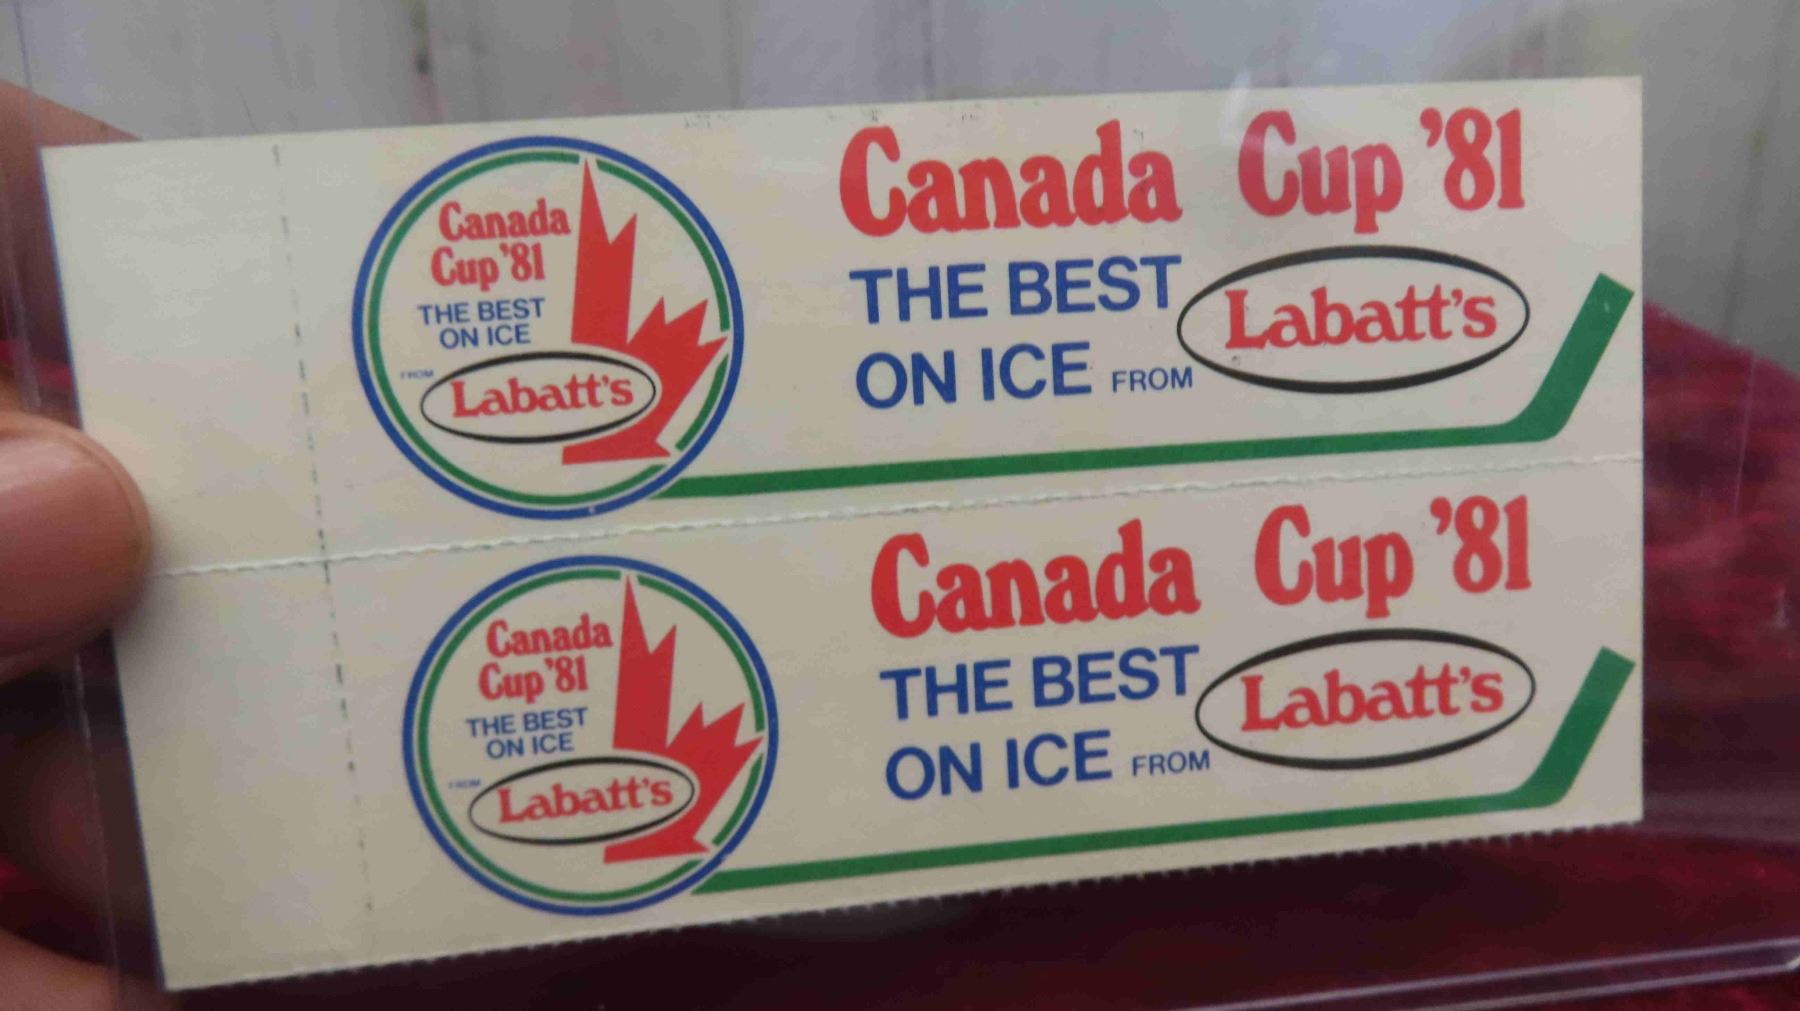 Canada
Cup '81
THE BEST
ON ICE
FROM
Labatt's
Canada Cup '81
THE BEST
ON ICE FROM
Labatt's
Canada
Cup '81
THE BEST
ON ICE
FROM
Labatt's
Canada Cup '81
THE BEST
ON ICE FROM
Labatt's